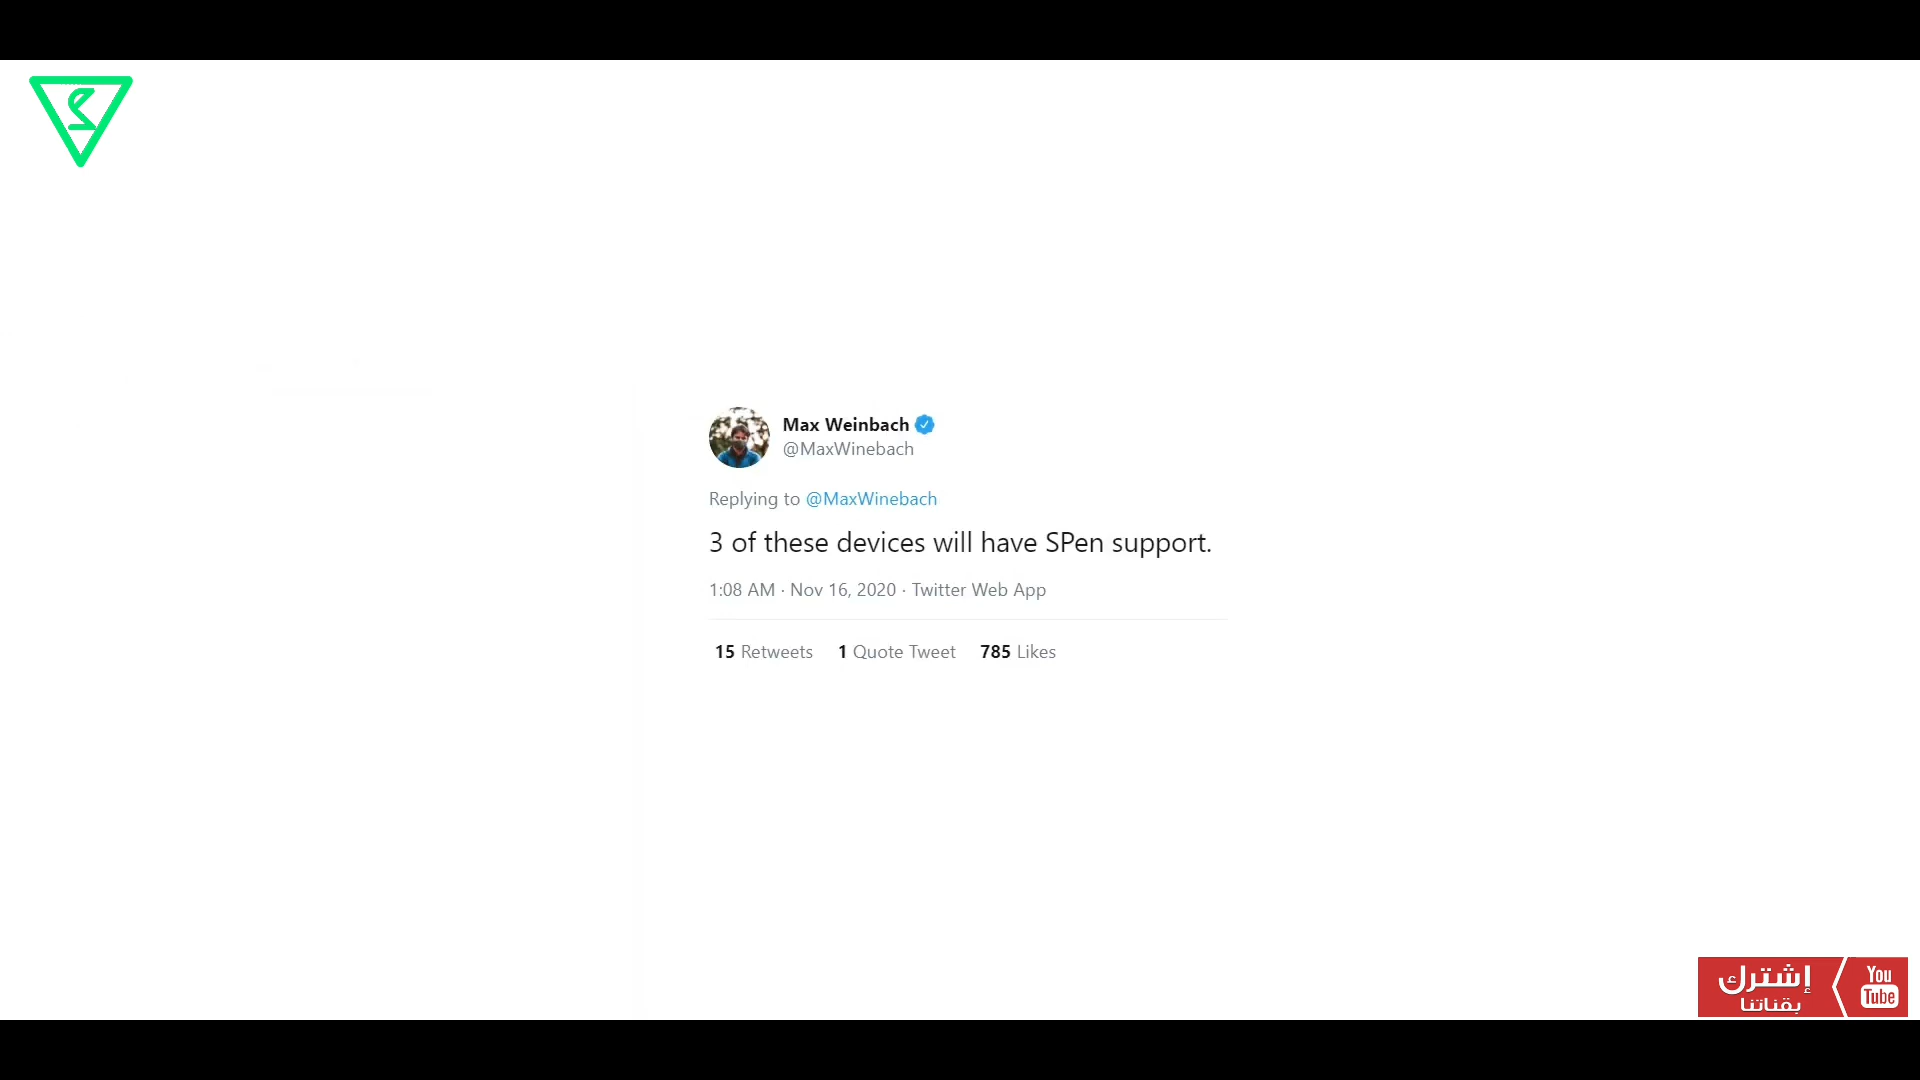 Max Weinbach
@MaxWinebach
Replying to @MaxWinebach
3 of these devices will have SPen support.
1:08 AM · Nov 16, 2020 · Twitter Web App
15 Retweets 1 Quote Tweet 785 Likes
إشترك
بقناتنا
You
Tube